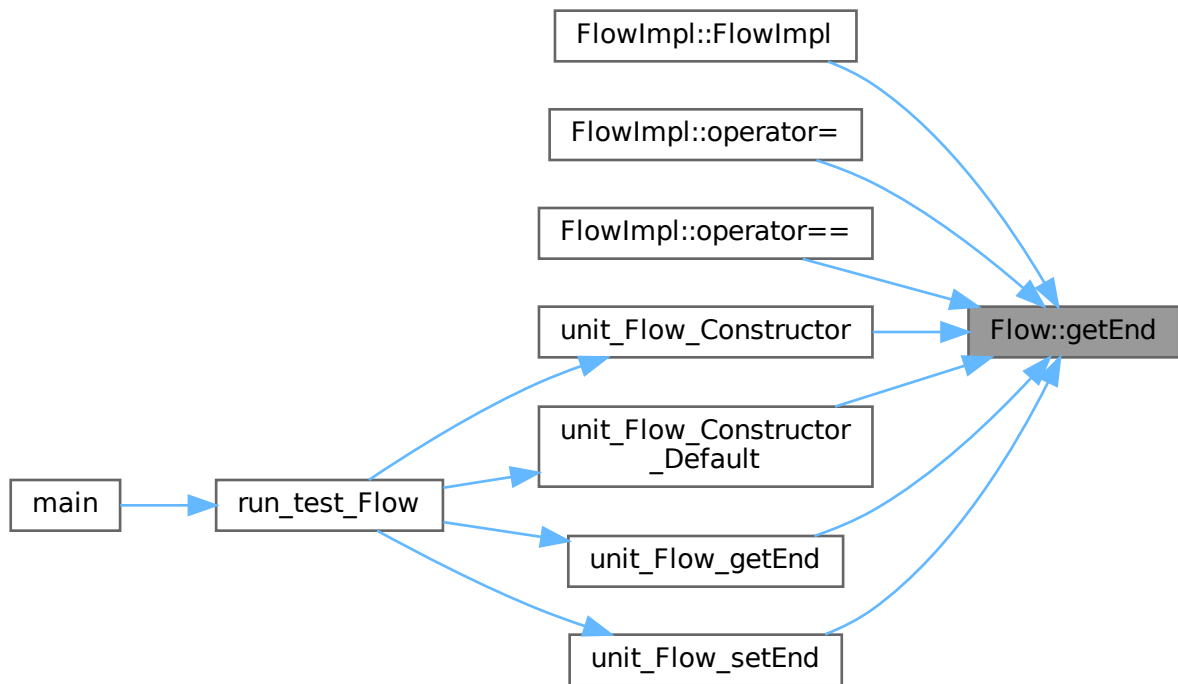 FlowImpl::FlowImpl
FlowImpl::operator=
FlowImpl::operator==
unit_Flow_Constructor
Flow::getEnd
unit_Flow_Constructor
_Default
main
run_test_Flow
unit_Flow_getEnd
unit_Flow_setEnd